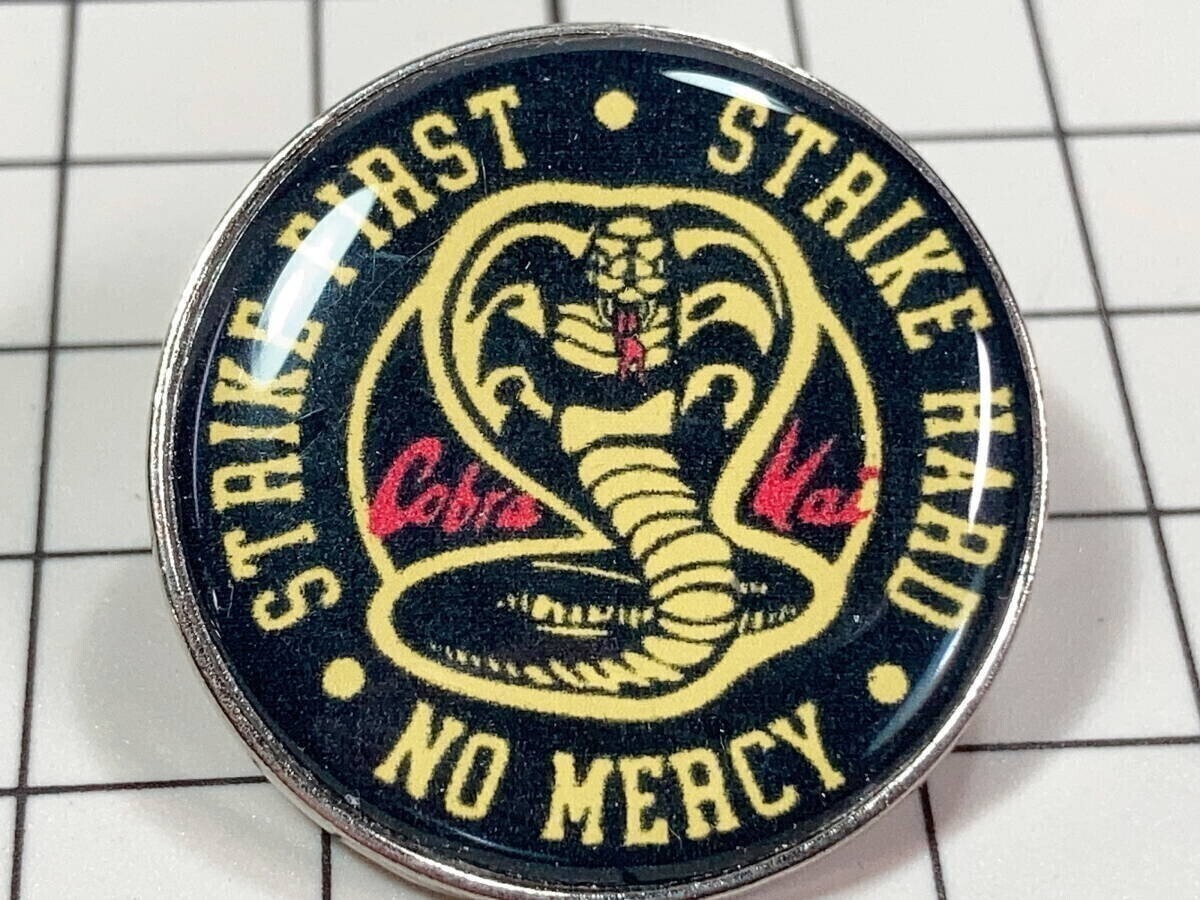 STRIKE FIRST
STRIKE HARD
NO MERCY
Cobra Kai